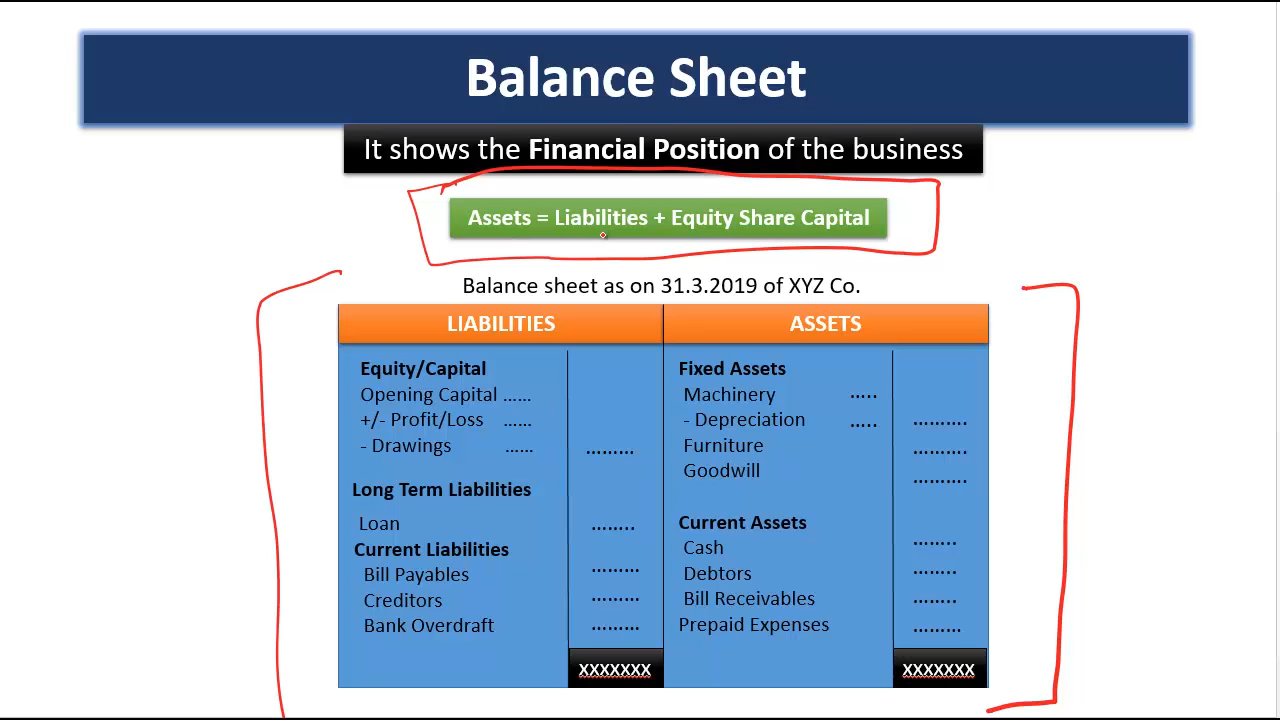 Balance Sheet
It shows the Financial Position of the business
Assets = Liabilities + Equity Share Capital
Balance sheet as on 31.3.2019 of XYZ Co.
LIABILITIES
Equity/Capital
Opening Capital ......
+/- Profit/Loss ......
- Drawings ...... .........
Long Term Liabilities
Loan ........
Current Liabilities
Bill Payables .........
Creditors .........
Bank Overdraft .........
XXXXXXX
ASSETS
Fixed Assets
Machinery .....
- Depreciation ..... ..........
Furniture ..........
Goodwill ..........
Current Assets
Cash ........
Debtors ........
Bill Receivables ........
Prepaid Expenses .........
XXXXXXX